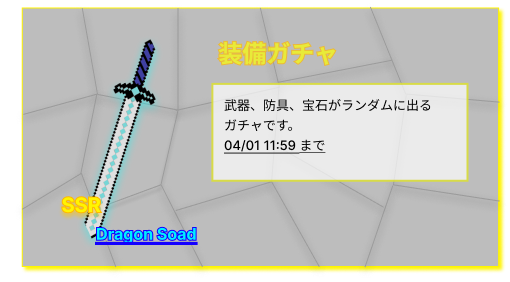 装備ガチャ
武器、防具、宝石がランダムに出る
ガチャです。
04/01 11:59 まで
SSR
Dragon Soad